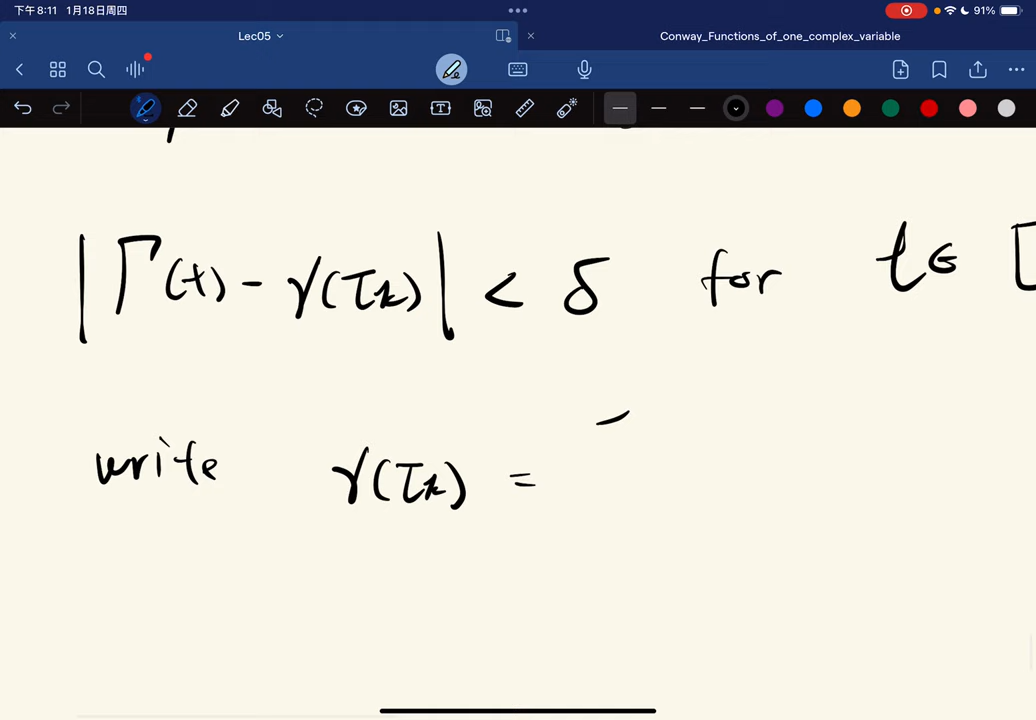 下午8:11 1月18日周四 91%
Lec05 Conway_Functions_of_one_complex_variable
|Γ(t) - γ(τk)| < δ for t∈ [
write γ(τk) =